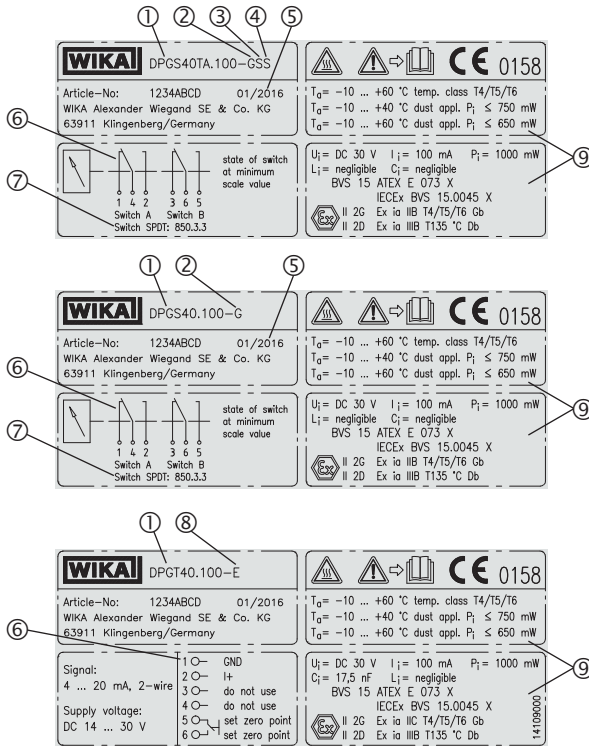 ① ② ③ ④ ⑤
WIKA DPGS40TA.100-GSS
Article-No: 1234ABCD 01/2016
WIKA Alexander Wiegand SE & Co. KG
63911 Klingenberg/Germany
CE 0158
Ta= -10 ... +60 °C temp. class T4/T5/T6
Ta= -10 ... +40 °C dust appl. Pi ≤ 750 mW
Ta= -10 ... +60 °C dust appl. Pi ≤ 650 mW
⑥
⑦
state of switch
at minimum
scale value
1 4 2 3 6 5
Switch A Switch B
Switch SPDT: 850.3.3
⑨
Ui= DC 30 V Ii= 100 mA Pi= 1000 mW
Li= negligible Ci= negligible
BVS 15 ATEX E 073 X
IECEx BVS 15.0045 X
Ex II 2G Ex ia IIB T4/T5/T6 Gb
II 2D Ex ia IIIB T135 °C Db
① ② ⑤
WIKA DPGS40.100-G
Article-No: 1234ABCD 01/2016
WIKA Alexander Wiegand SE & Co. KG
63911 Klingenberg/Germany
CE 0158
Ta= -10 ... +60 °C temp. class T4/T5/T6
Ta= -10 ... +40 °C dust appl. Pi ≤ 750 mW
Ta= -10 ... +60 °C dust appl. Pi ≤ 650 mW
⑥
⑦
state of switch
at minimum
scale value
1 4 2 3 6 5
Switch A Switch B
Switch SPDT: 850.3.3
⑨
Ui= DC 30 V Ii= 100 mA Pi= 1000 mW
Li= negligible Ci= negligible
BVS 15 ATEX E 073 X
IECEx BVS 15.0045 X
Ex II 2G Ex ia IIB T4/T5/T6 Gb
II 2D Ex ia IIIB T135 °C Db
① ⑧
WIKA DPGT40.100-E
Article-No: 1234ABCD 01/2016
WIKA Alexander Wiegand SE & Co. KG
63911 Klingenberg/Germany
CE 0158
Ta= -10 ... +60 °C temp. class T4/T5/T6
Ta= -10 ... +40 °C dust appl. Pi ≤ 750 mW
Ta= -10 ... +60 °C dust appl. Pi ≤ 650 mW
⑥
Signal:
4 ... 20 mA, 2-wire
Supply voltage:
DC 14 ... 30 V
1 GND
2 I+
3 do not use
4 do not use
5 set zero point
6 set zero point
⑨
Ui= DC 30 V Ii= 100 mA Pi= 1000 mW
Ci= 17,5 nF Li= negligible
BVS 15 ATEX E 073 X
IECEx BVS 15.0045 X
Ex II 2G Ex ia IIC T4/T5/T6 Gb
II 2D Ex ia IIIB T135 °C Db
14109000